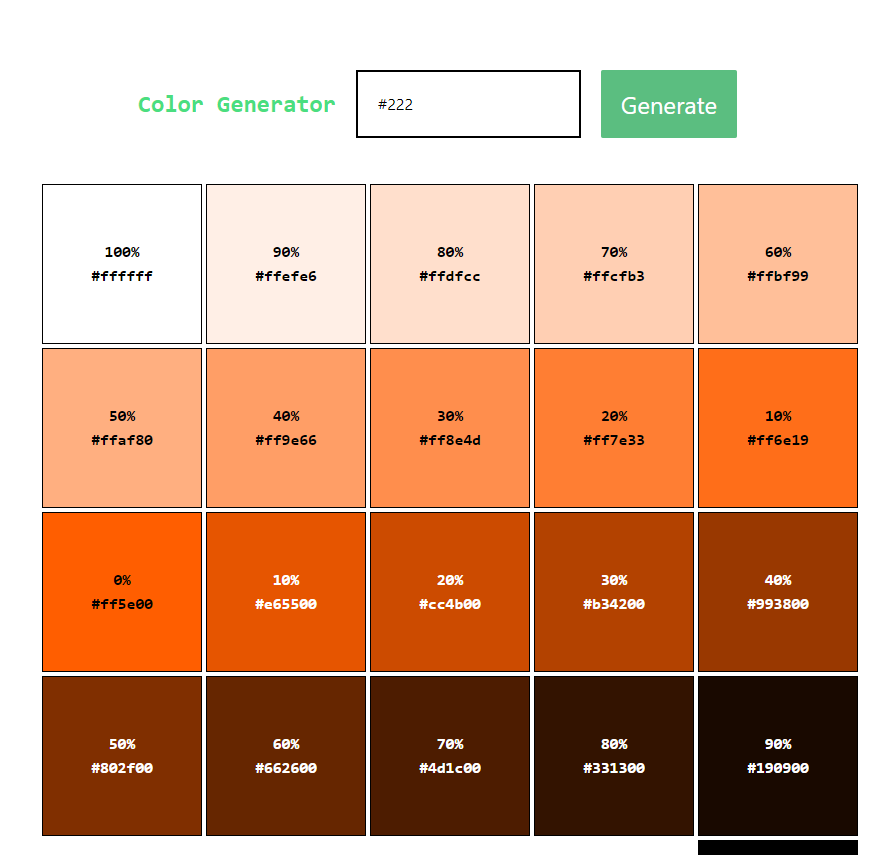 Color Generator
#222
Generate
100%
#ffffff
90%
#ffefe6
80%
#ffdfcc
70%
#ffcfb3
60%
#ffbf99
50%
#ffaf80
40%
#ff9e66
30%
#ff8e4d
20%
#ff7e33
10%
#ff6e19
0%
#ff5e00
10%
#e65500
20%
#cc4b00
30%
#b34200
40%
#993800
50%
#802f00
60%
#662600
70%
#4d1c00
80%
#331300
90%
#190900